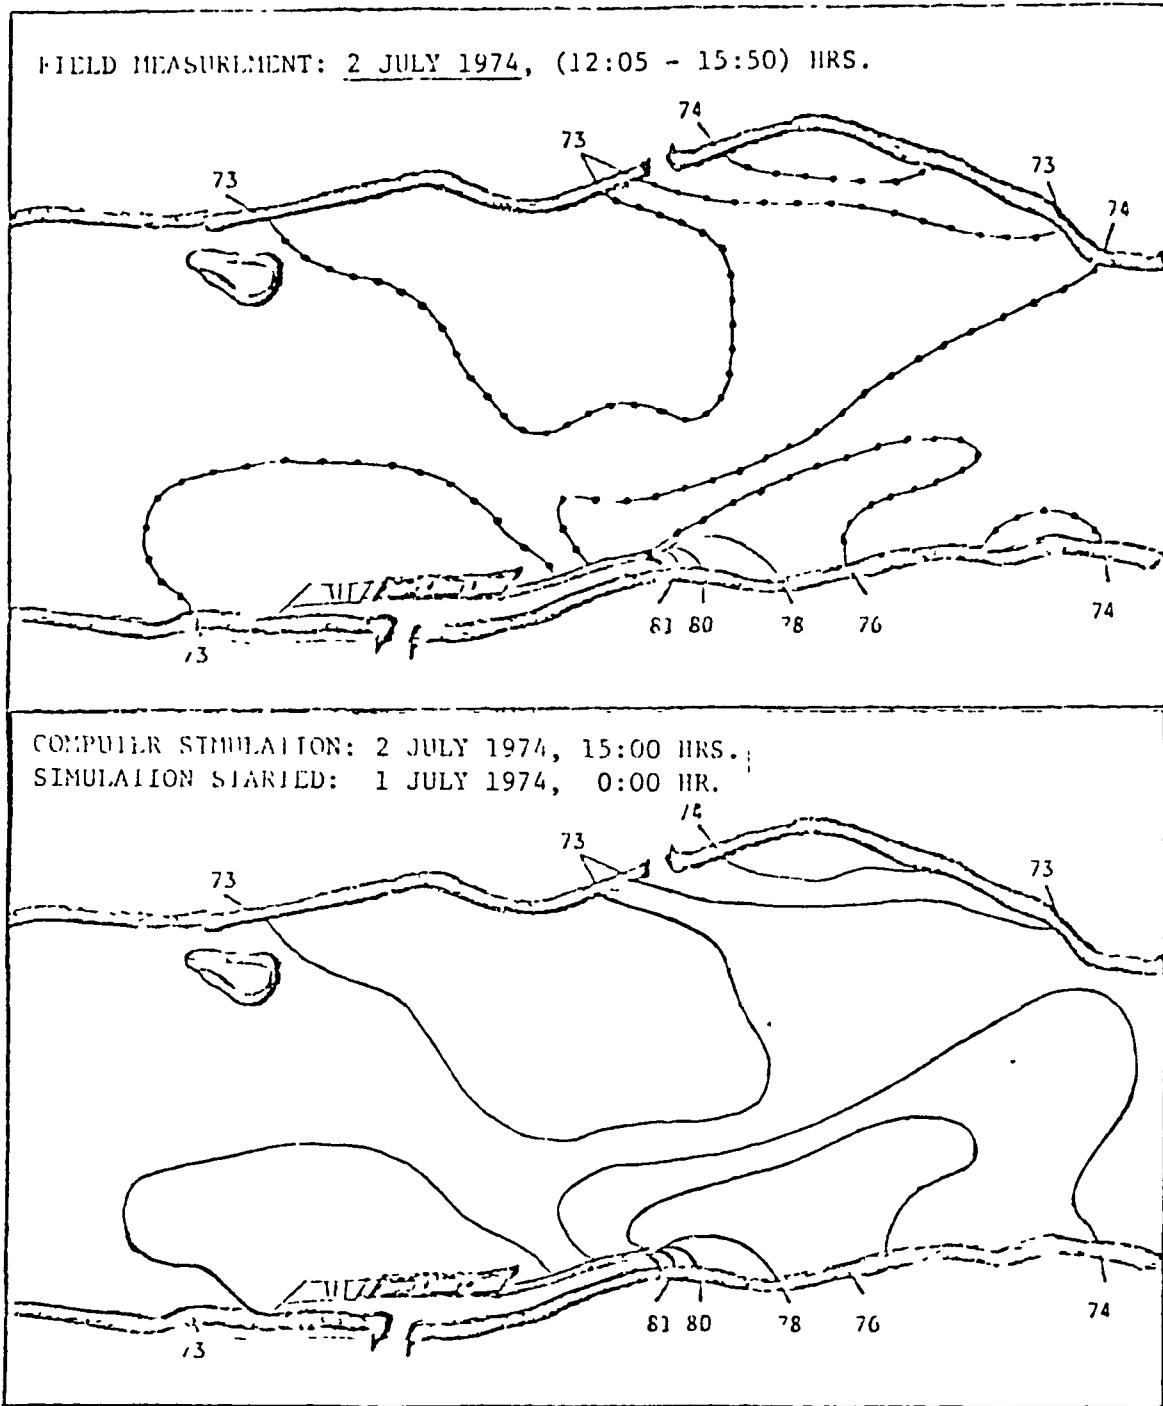 FIELD MEASUREMENT: 2 JULY 1974, (12:05 - 15:50) HRS.
74
73
73
73
74
81 80 78 76 74
73
COMPUTER SIMULATION: 2 JULY 1974, 15:00 HRS.
SIMULATION STARTED: 1 JULY 1974, 0:00 HR.
74
73
73
73
81 80 78 76 74
73